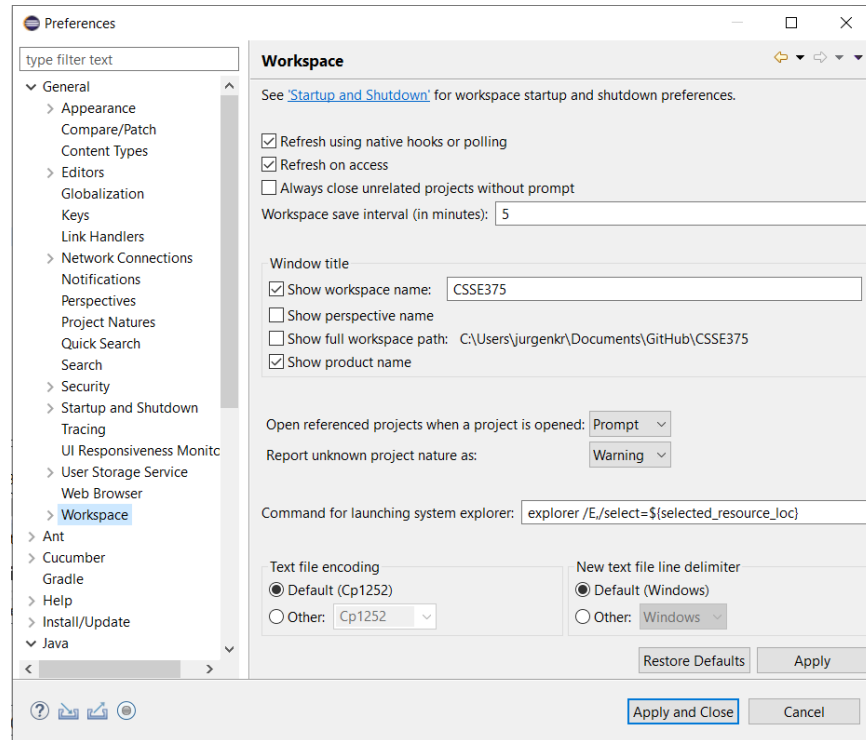 Preferences
type filter text
General
Appearance
Compare/Patch
Content Types
Editors
Globalization
Keys
Link Handlers
Network Connections
Notifications
Perspectives
Project Natures
Quick Search
Search
Security
Startup and Shutdown
Tracing
UI Responsiveness Monitc
User Storage Service
Web Browser
Workspace
Ant
Cucumber
Gradle
Help
Install/Update
Java
Workspace
See 'Startup and Shutdown' for workspace startup and shutdown preferences.
Refresh using native hooks or polling
Refresh on access
Always close unrelated projects without prompt
Workspace save interval (in minutes): 5
Window title
Show workspace name: CSSE375
Show perspective name
Show full workspace path: C:\Users\jurgenkr\Documents\GitHub\CSSE375
Show product name
Open referenced projects when a project is opened: Prompt
Report unknown project nature as: Warning
Command for launching system explorer: explorer /E,/select=${selected_resource_loc}
Text file encoding
Default (Cp1252)
Other: Cp1252
New text file line delimiter
Default (Windows)
Other: Windows
Restore Defaults Apply
Apply and Close Cancel